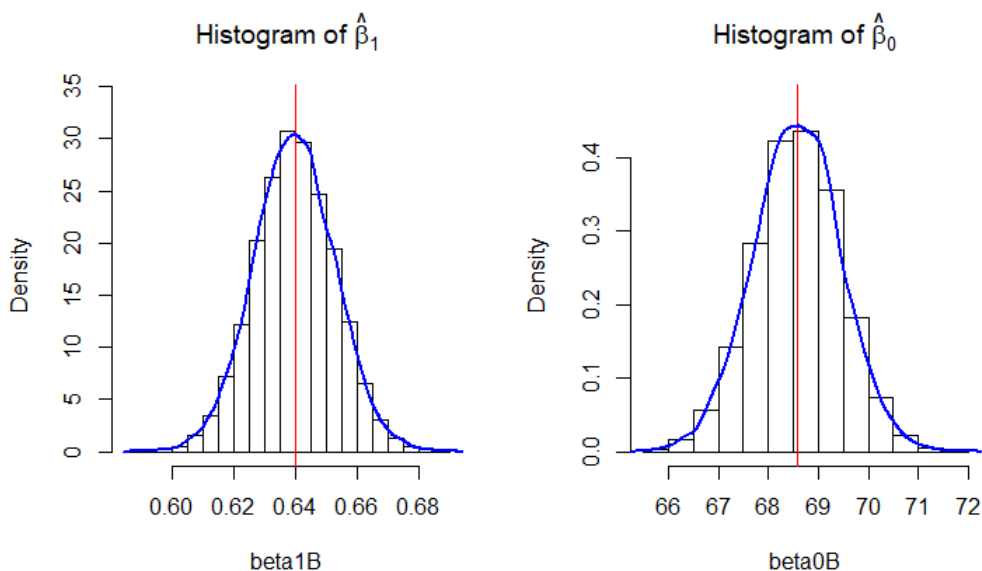 Histogram of β̂₁
Density
0 5 10 15 20 25 30 35
0.60 0.62 0.64 0.66 0.68
beta1B
Histogram of β̂₀
Density
0.0 0.1 0.2 0.3 0.4
66 67 68 69 70 71 72
beta0B